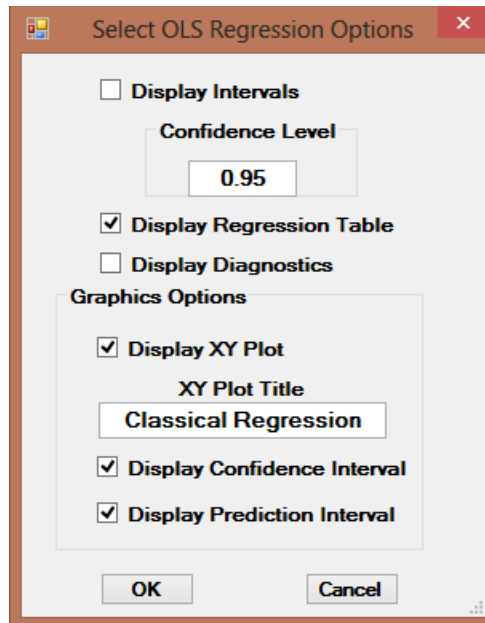 Select OLS Regression Options
Display Intervals
Confidence Level
0.95
Display Regression Table
Display Diagnostics
Graphics Options
Display XY Plot
XY Plot Title
Classical Regression
Display Confidence Interval
Display Prediction Interval
OK Cancel